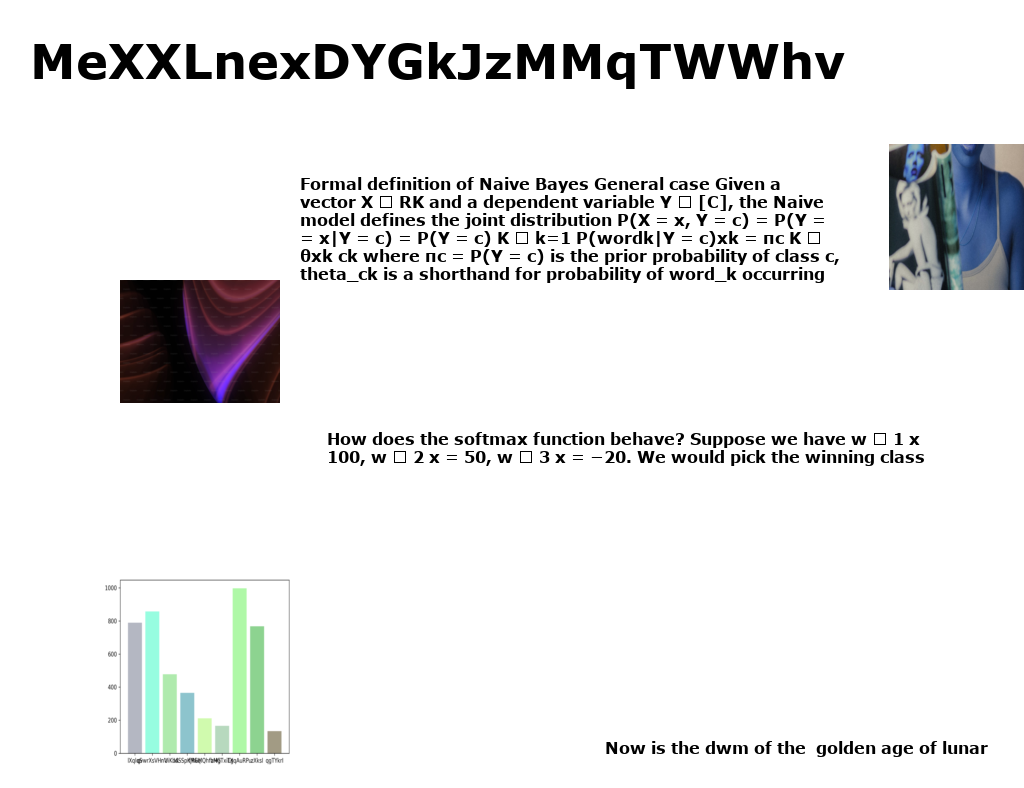 MeXXLnexDYGkJzMMqTWWhv
Formal definition of Naive Bayes General case Given a
vector X □ RK and a dependent variable Y □ [C], the Naive
model defines the joint distribution P(X = x, Y = c) = P(Y =
= x|Y = c) = P(Y = c) K □ k=1 P(wordk|Y = c)xk = πc K □
θxk ck where πc = P(Y = c) is the prior probability of class c,
theta_ck is a shorthand for probability of word_k occurring
How does the softmax function behave? Suppose we have w □ 1 x
100, w □ 2 x = 50, w □ 3 x = −20. We would pick the winning class
1000
800
600
400
200
0
qgTYkrI
Now is the dwm of the golden age of lunar